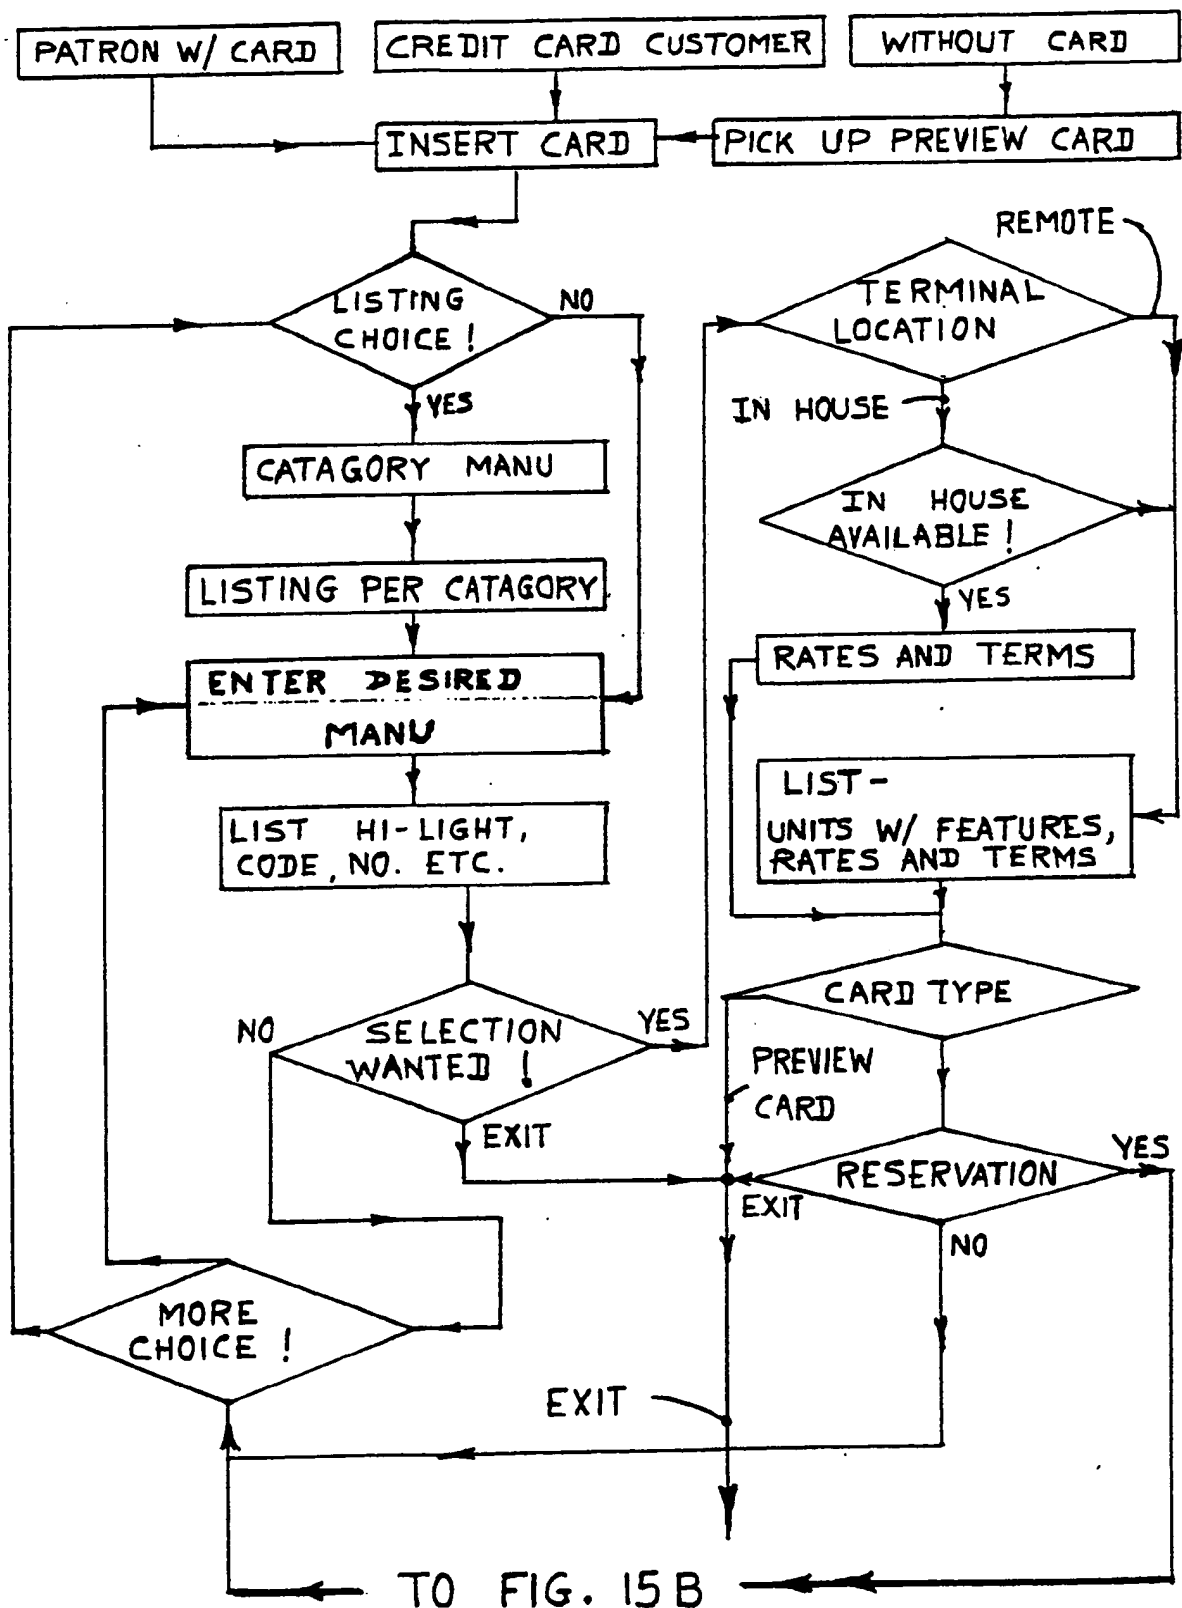 PATRON W/ CARD
CREDIT CARD CUSTOMER
WITHOUT CARD
INSERT CARD
PICK UP PREVIEW CARD
REMOTE
LISTING
CHOICE!
NO
YES
TERMINAL
LOCATION
IN HOUSE
CATAGORY MANU
IN HOUSE
AVAILABLE!
YES
LISTING PER CATAGORY
RATES AND TERMS
ENTER DESIRED
MANU
LIST HI-LIGHT,
CODE, NO. ETC.
LIST -
UNITS W/ FEATURES,
RATES AND TERMS
NO
SELECTION
WANTED!
YES
EXIT
CARD TYPE
PREVIEW
CARD
RESERVATION
YES
EXIT
NO
MORE
CHOICE!
EXIT
TO FIG. 15B